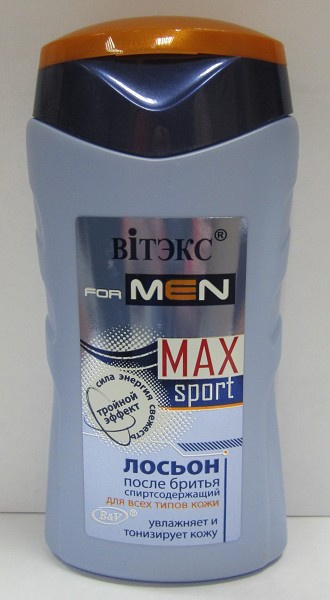 Вiтэкс®
FOR MEN
MAX
sport
сила энергия свежесть
тройной
эффект
ЛОСЬОН
после бритья
спиртсодержащий
для всех типов кожи
B&V®
увлажняет и
тонизирует кожу